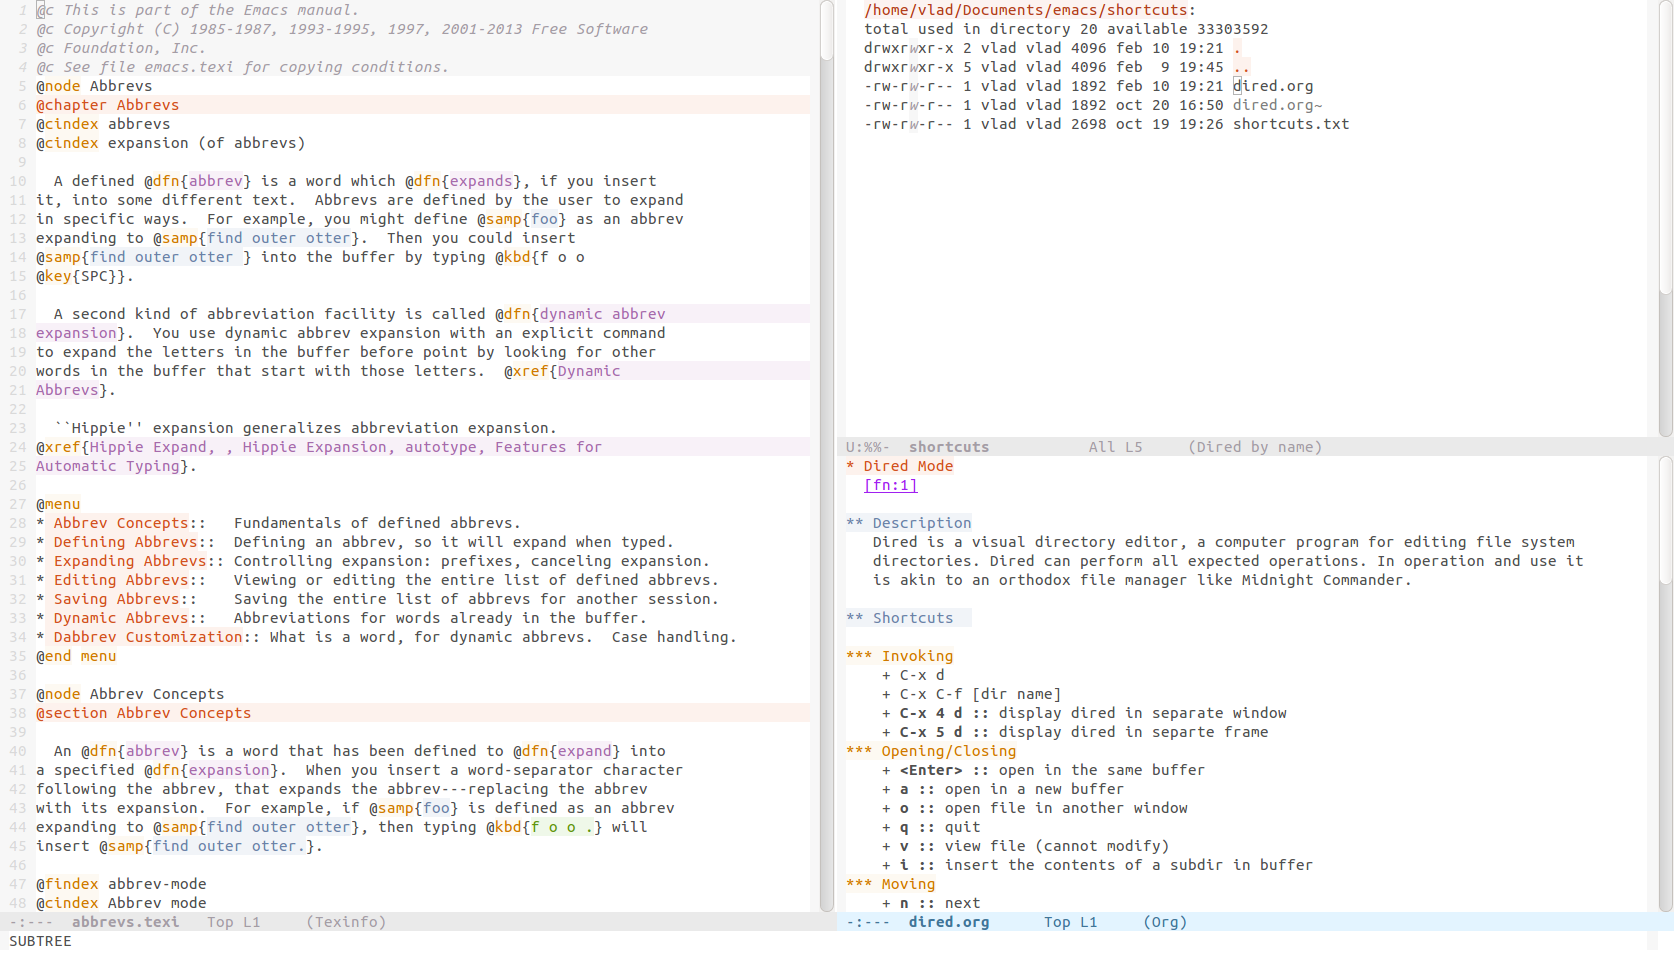 1 @c This is part of the Emacs manual.
2 @c Copyright (C) 1985-1987, 1993-1995, 1997, 2001-2013 Free Software
3 @c Foundation, Inc.
4 @c See file emacs.texi for copying conditions.
5 @node Abbrevs
6 @chapter Abbrevs
7 @cindex abbrevs
8 @cindex expansion (of abbrevs)
9
10   A defined @dfn{abbrev} is a word which @dfn{expands}, if you insert
11 it, into some different text.  Abbrevs are defined by the user to expand
12 in specific ways.  For example, you might define @samp{foo} as an abbrev
13 expanding to @samp{find outer otter}.  Then you could insert
14 @samp{find outer otter } into the buffer by typing @kbd{f o o
15 @key{SPC}}.
16
17   A second kind of abbreviation facility is called @dfn{dynamic abbrev
18 expansion}.  You use dynamic abbrev expansion with an explicit command
19 to expand the letters in the buffer before point by looking for other
20 words in the buffer that start with those letters.  @xref{Dynamic
21 Abbrevs}.
22
23   ``Hippie'' expansion generalizes abbreviation expansion.
24 @xref{Hippie Expand, , Hippie Expansion, autotype, Features for
25 Automatic Typing}.
26
27 @menu
28 * Abbrev Concepts::   Fundamentals of defined abbrevs.
29 * Defining Abbrevs::  Defining an abbrev, so it will expand when typed.
30 * Expanding Abbrevs:: Controlling expansion: prefixes, canceling expansion.
31 * Editing Abbrevs::   Viewing or editing the entire list of defined abbrevs.
32 * Saving Abbrevs::    Saving the entire list of abbrevs for another session.
33 * Dynamic Abbrevs::   Abbreviations for words already in the buffer.
34 * Dabbrev Customization:: What is a word, for dynamic abbrevs.  Case handling.
35 @end menu
36
37 @node Abbrev Concepts
38 @section Abbrev Concepts
39
40   An @dfn{abbrev} is a word that has been defined to @dfn{expand} into
41 a specified @dfn{expansion}.  When you insert a word-separator character
42 following the abbrev, that expands the abbrev---replacing the abbrev
43 with its expansion.  For example, if @samp{foo} is defined as an abbrev
44 expanding to @samp{find outer otter}, then typing @kbd{f o o .} will
45 insert @samp{find outer otter.}.
46
47 @findex abbrev-mode
48 @cindex Abbrev mode
-:---  abbrevs.texi   Top L1     (Texinfo)
/home/vlad/Documents/emacs/shortcuts:
total used in directory 20 available 33303592
drwxrwxr-x 2 vlad vlad 4096 feb 10 19:21 .
drwxrwxr-x 5 vlad vlad 4096 feb  9 19:45 ..
-rw-rw-r-- 1 vlad vlad 1892 feb 10 19:21 dired.org
-rw-rw-r-- 1 vlad vlad 1892 oct 20 16:50 dired.org~
-rw-rw-r-- 1 vlad vlad 2698 oct 19 19:26 shortcuts.txt
U:%%-  shortcuts           All L5     (Dired by name)
* Dired Mode
[fn:1]
** Description
Dired is a visual directory editor, a computer program for editing file system
directories. Dired can perform all expected operations. In operation and use it
is akin to an orthodox file manager like Midnight Commander.
** Shortcuts
*** Invoking
+ C-x d
+ C-x C-f [dir name]
+ C-x 4 d :: display dired in separate window
+ C-x 5 d :: display dired in separte frame
*** Opening/Closing
+ <Enter> :: open in the same buffer
+ a :: open in a new buffer
+ o :: open file in another window
+ q :: quit
+ v :: view file (cannot modify)
+ i :: insert the contents of a subdir in buffer
*** Moving
+ n :: next
-:---  dired.org      Top L1     (Org)
SUBTREE